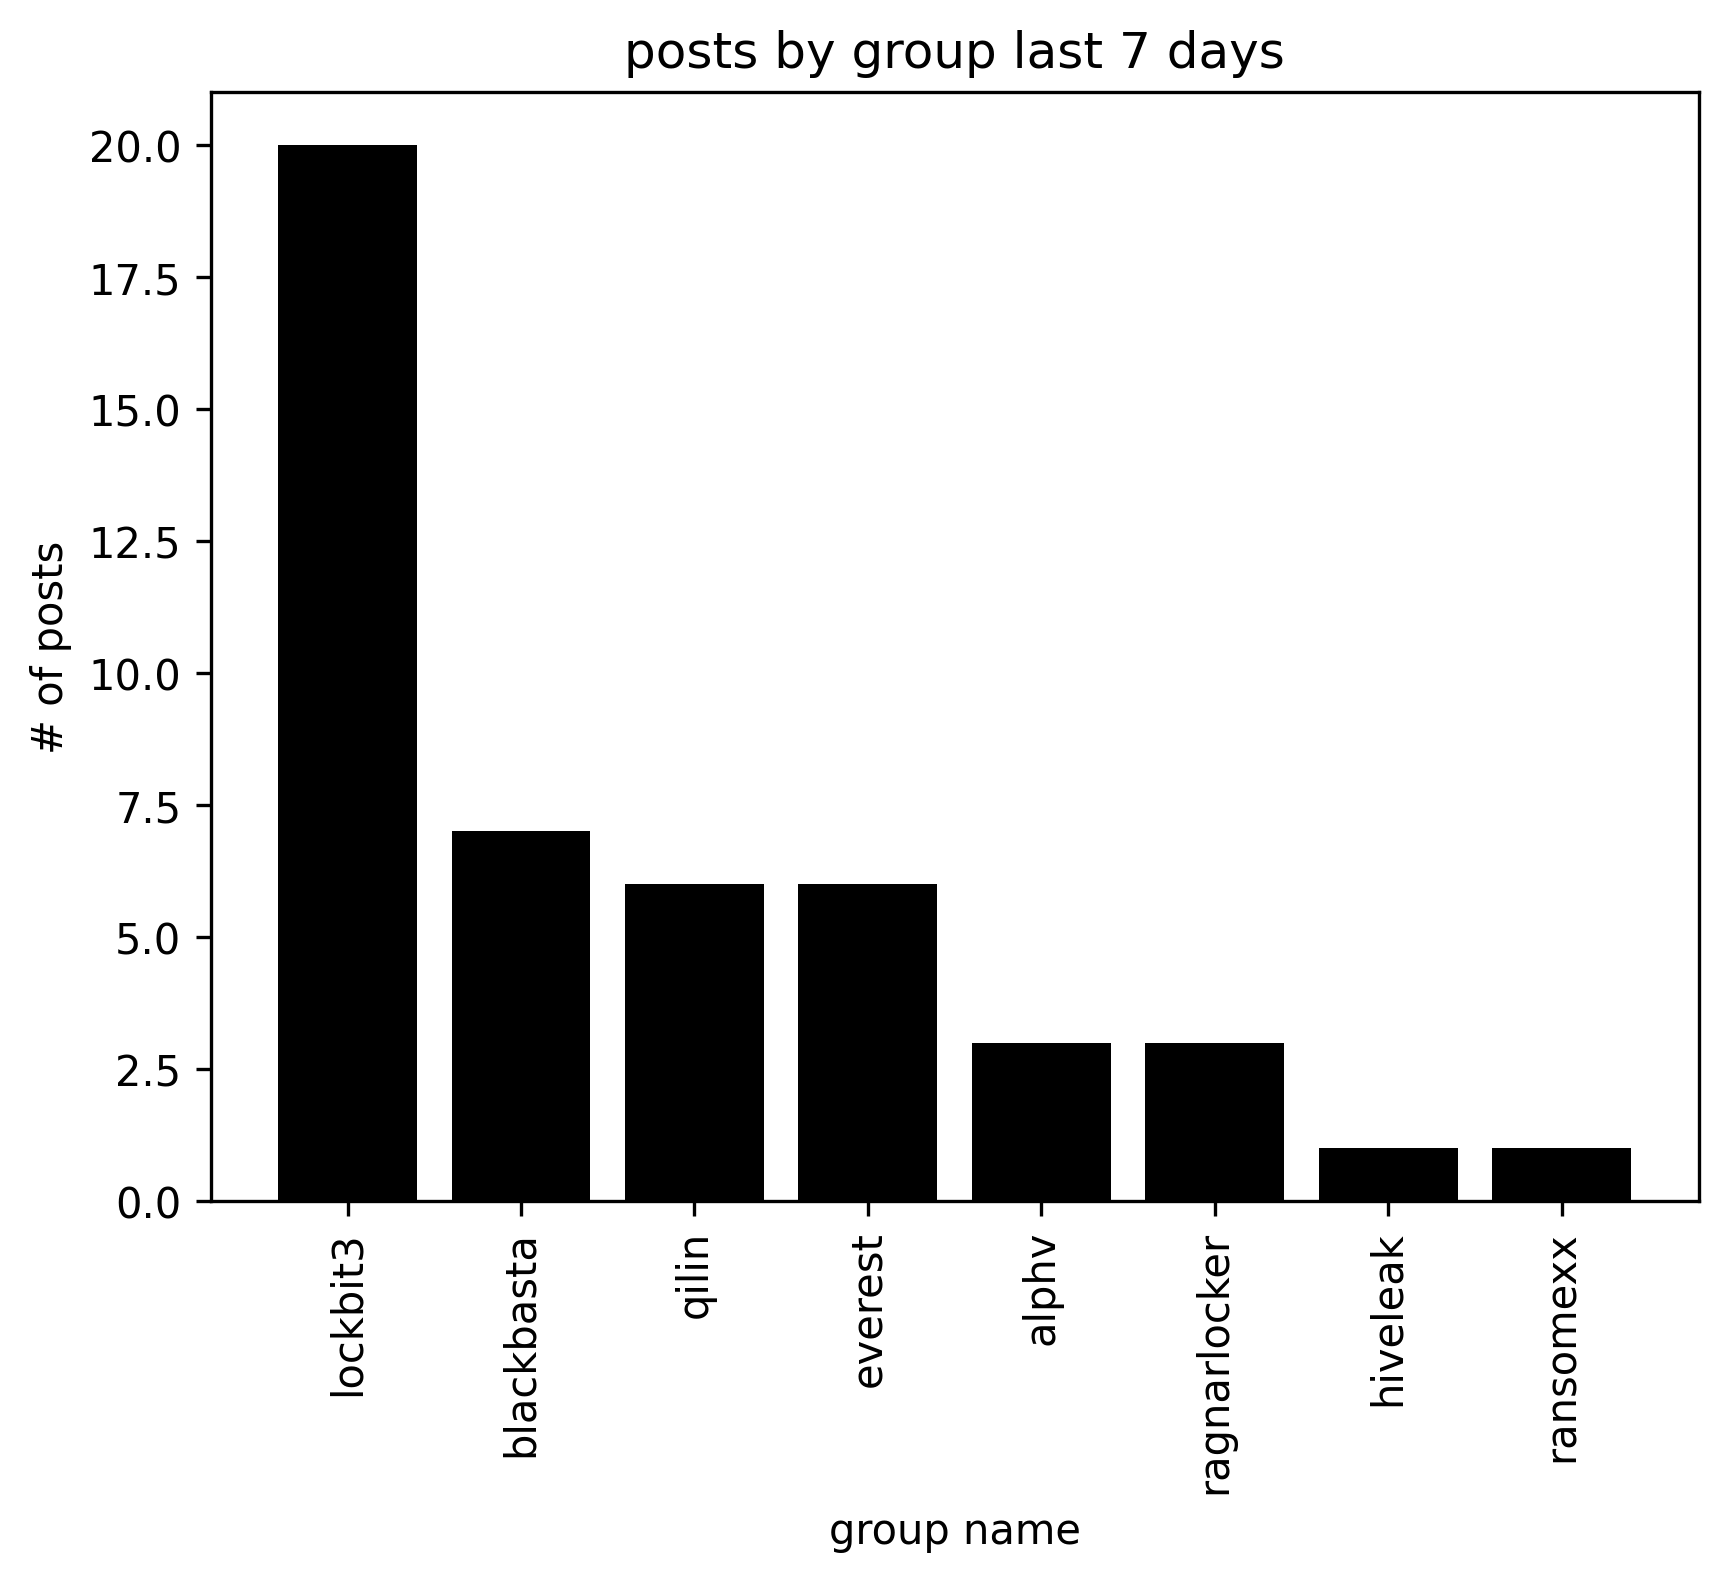 posts by group last 7 days
# of posts
20.0
17.5
15.0
12.5
10.0
7.5
5.0
2.5
0.0
lockbit3
blackbasta
qilin
everest
alphv
ragnarlocker
hiveleak
ransomexx
group name